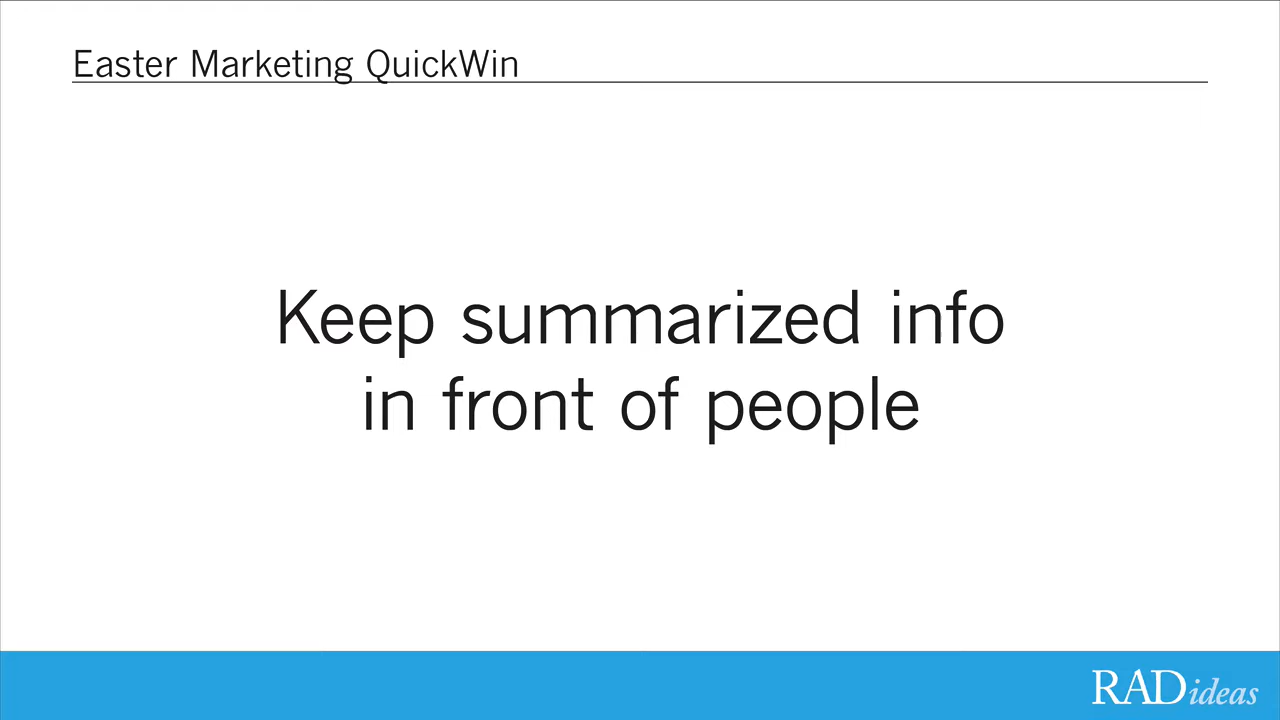 Easter Marketing QuickWin
Keep summarized info
in front of people
RADideas